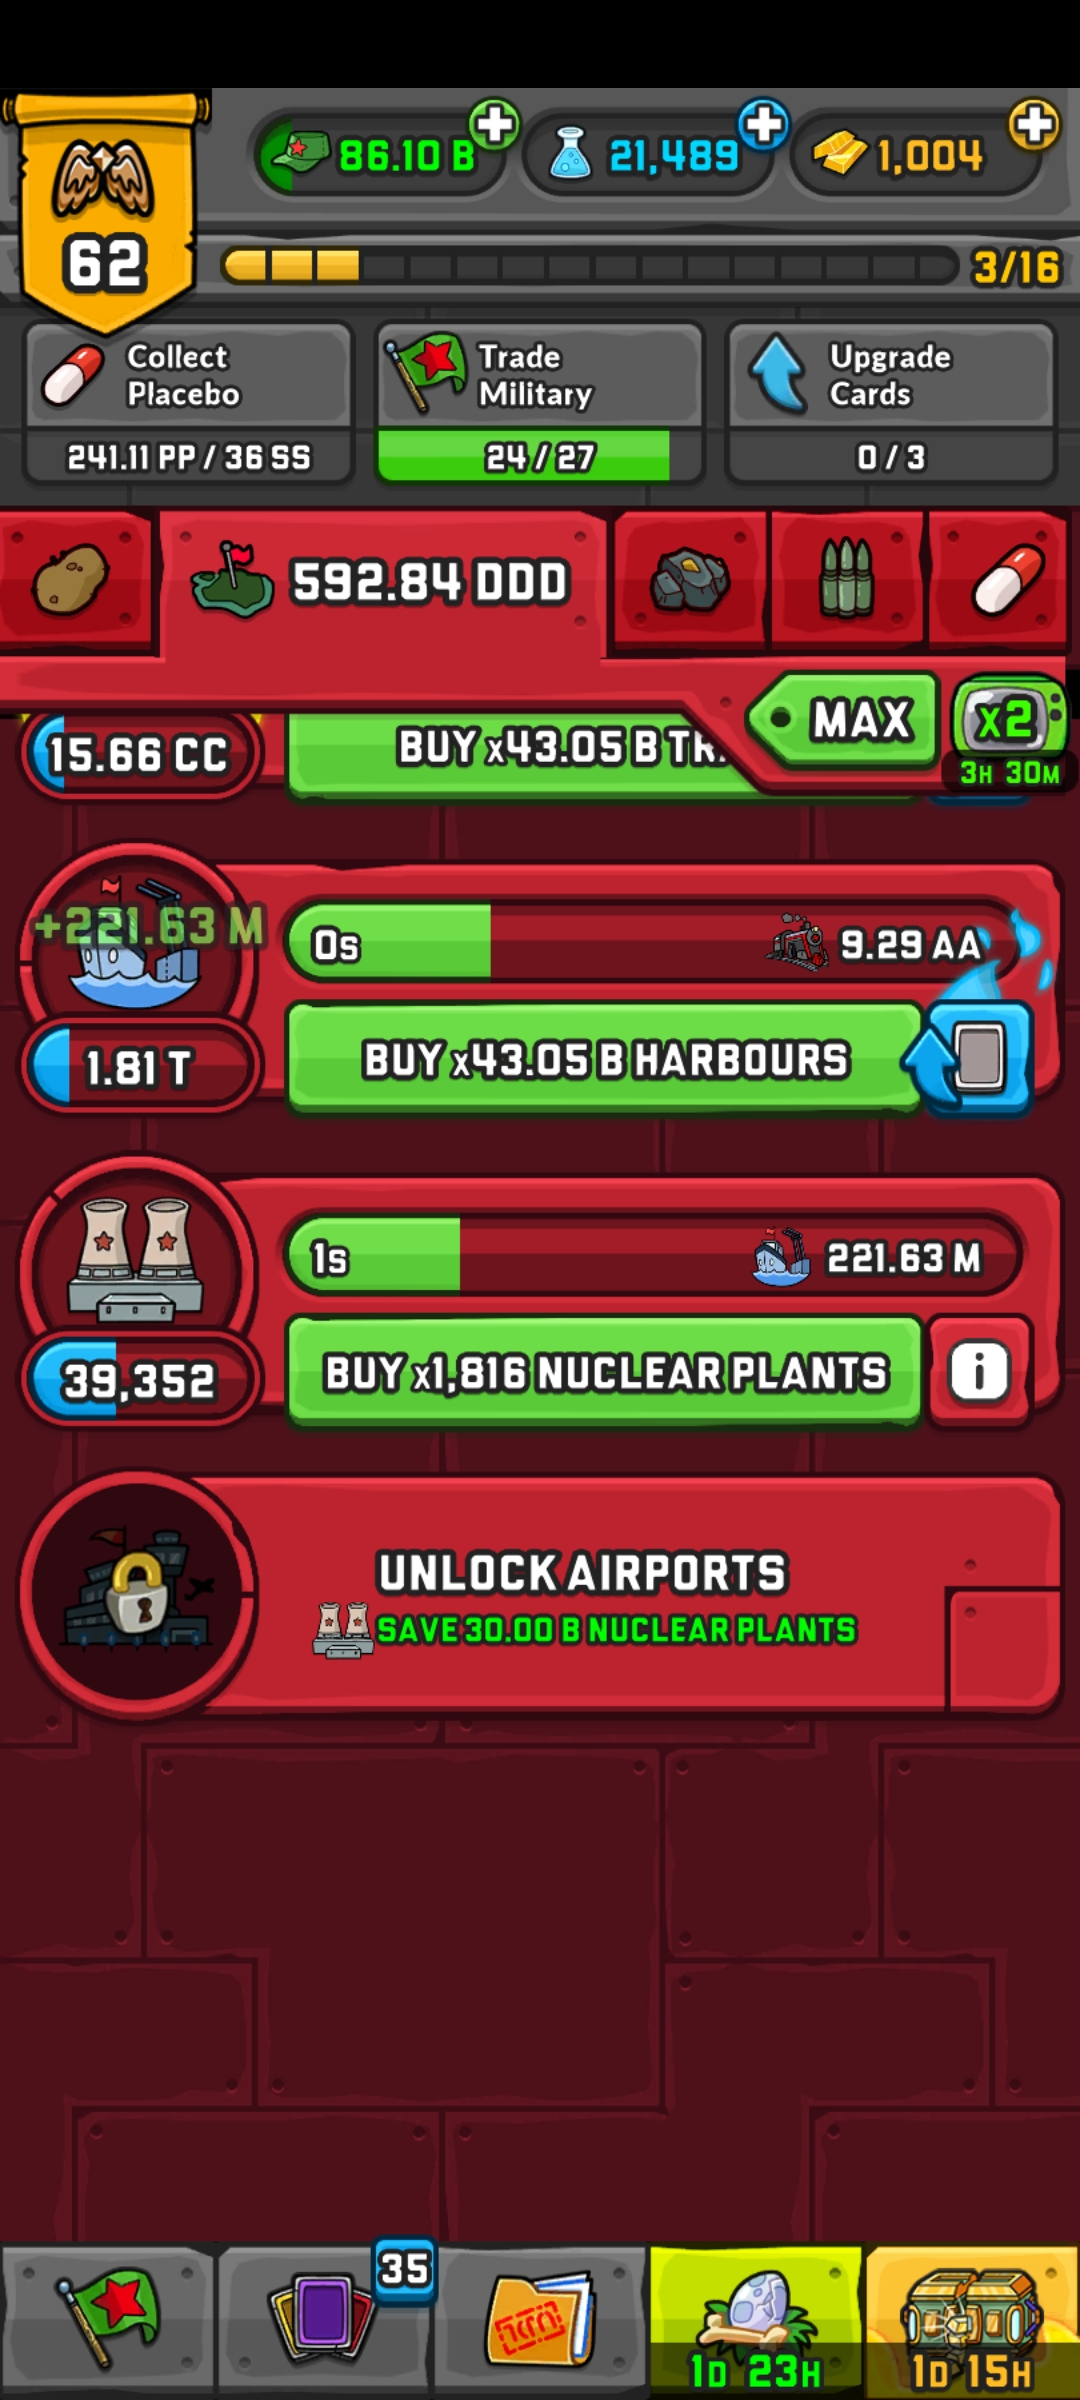 86.10 B
21,489
1,004
62
3/16
Collect
Placebo
Trade
Military
Upgrade
Cards
241.11 PP / 36 SS
24 / 27
0 / 3
592.84 DDD
MAX
x2
3H 30M
15.66 CC
BUY x43.05 B
+221.63 M
0s
9.29 AA
1.81 T
BUY x43.05 B HARBOURS
1s
221.63 M
39,352
BUY x1,816 NUCLEAR PLANTS
i
UNLOCK AIRPORTS
SAVE 30.00 B NUCLEAR PLANTS
35
1D 23H
1D 15H